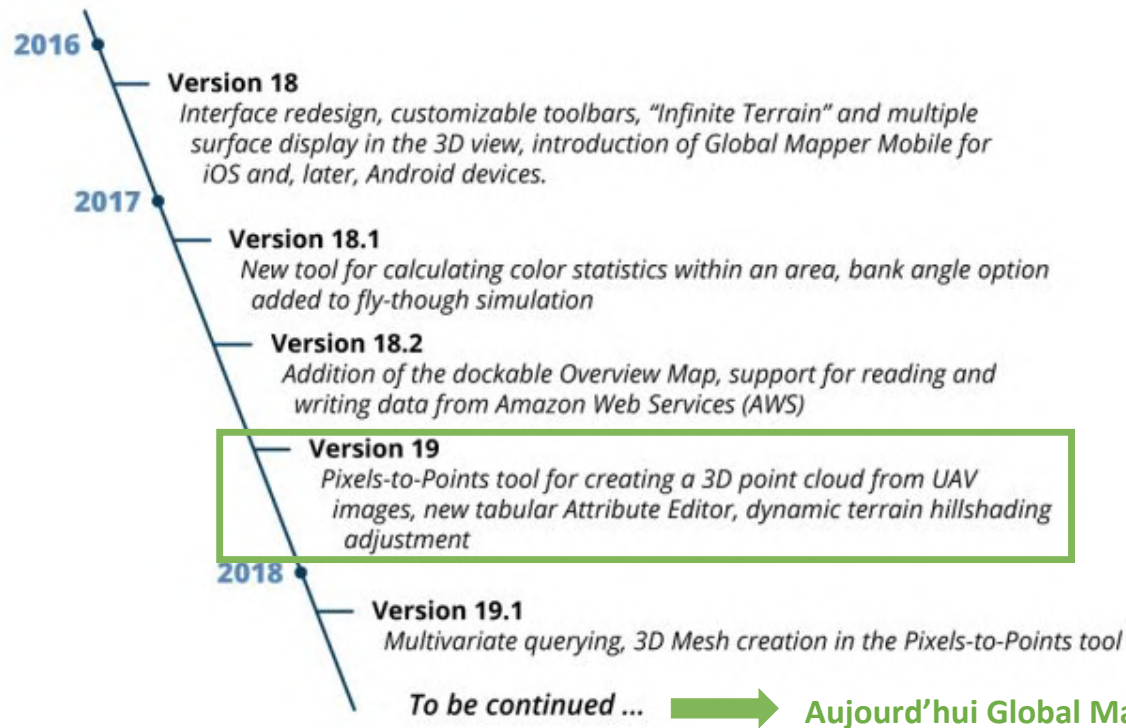 2016
Version 18
Interface redesign, customizable toolbars, “Infinite Terrain” and multiple
surface display in the 3D view, introduction of Global Mapper Mobile for
iOS and, later, Android devices.
2017
Version 18.1
New tool for calculating color statistics within an area, bank angle option
added to fly-though simulation
Version 18.2
Addition of the dockable Overview Map, support for reading and
writing data from Amazon Web Services (AWS)
Version 19
Pixels-to-Points tool for creating a 3D point cloud from UAV
images, new tabular Attribute Editor, dynamic terrain hillshading
adjustment
2018
Version 19.1
Multivariate querying, 3D Mesh creation in the Pixels-to-Points tool
To be continued ... Aujourd’hui Global